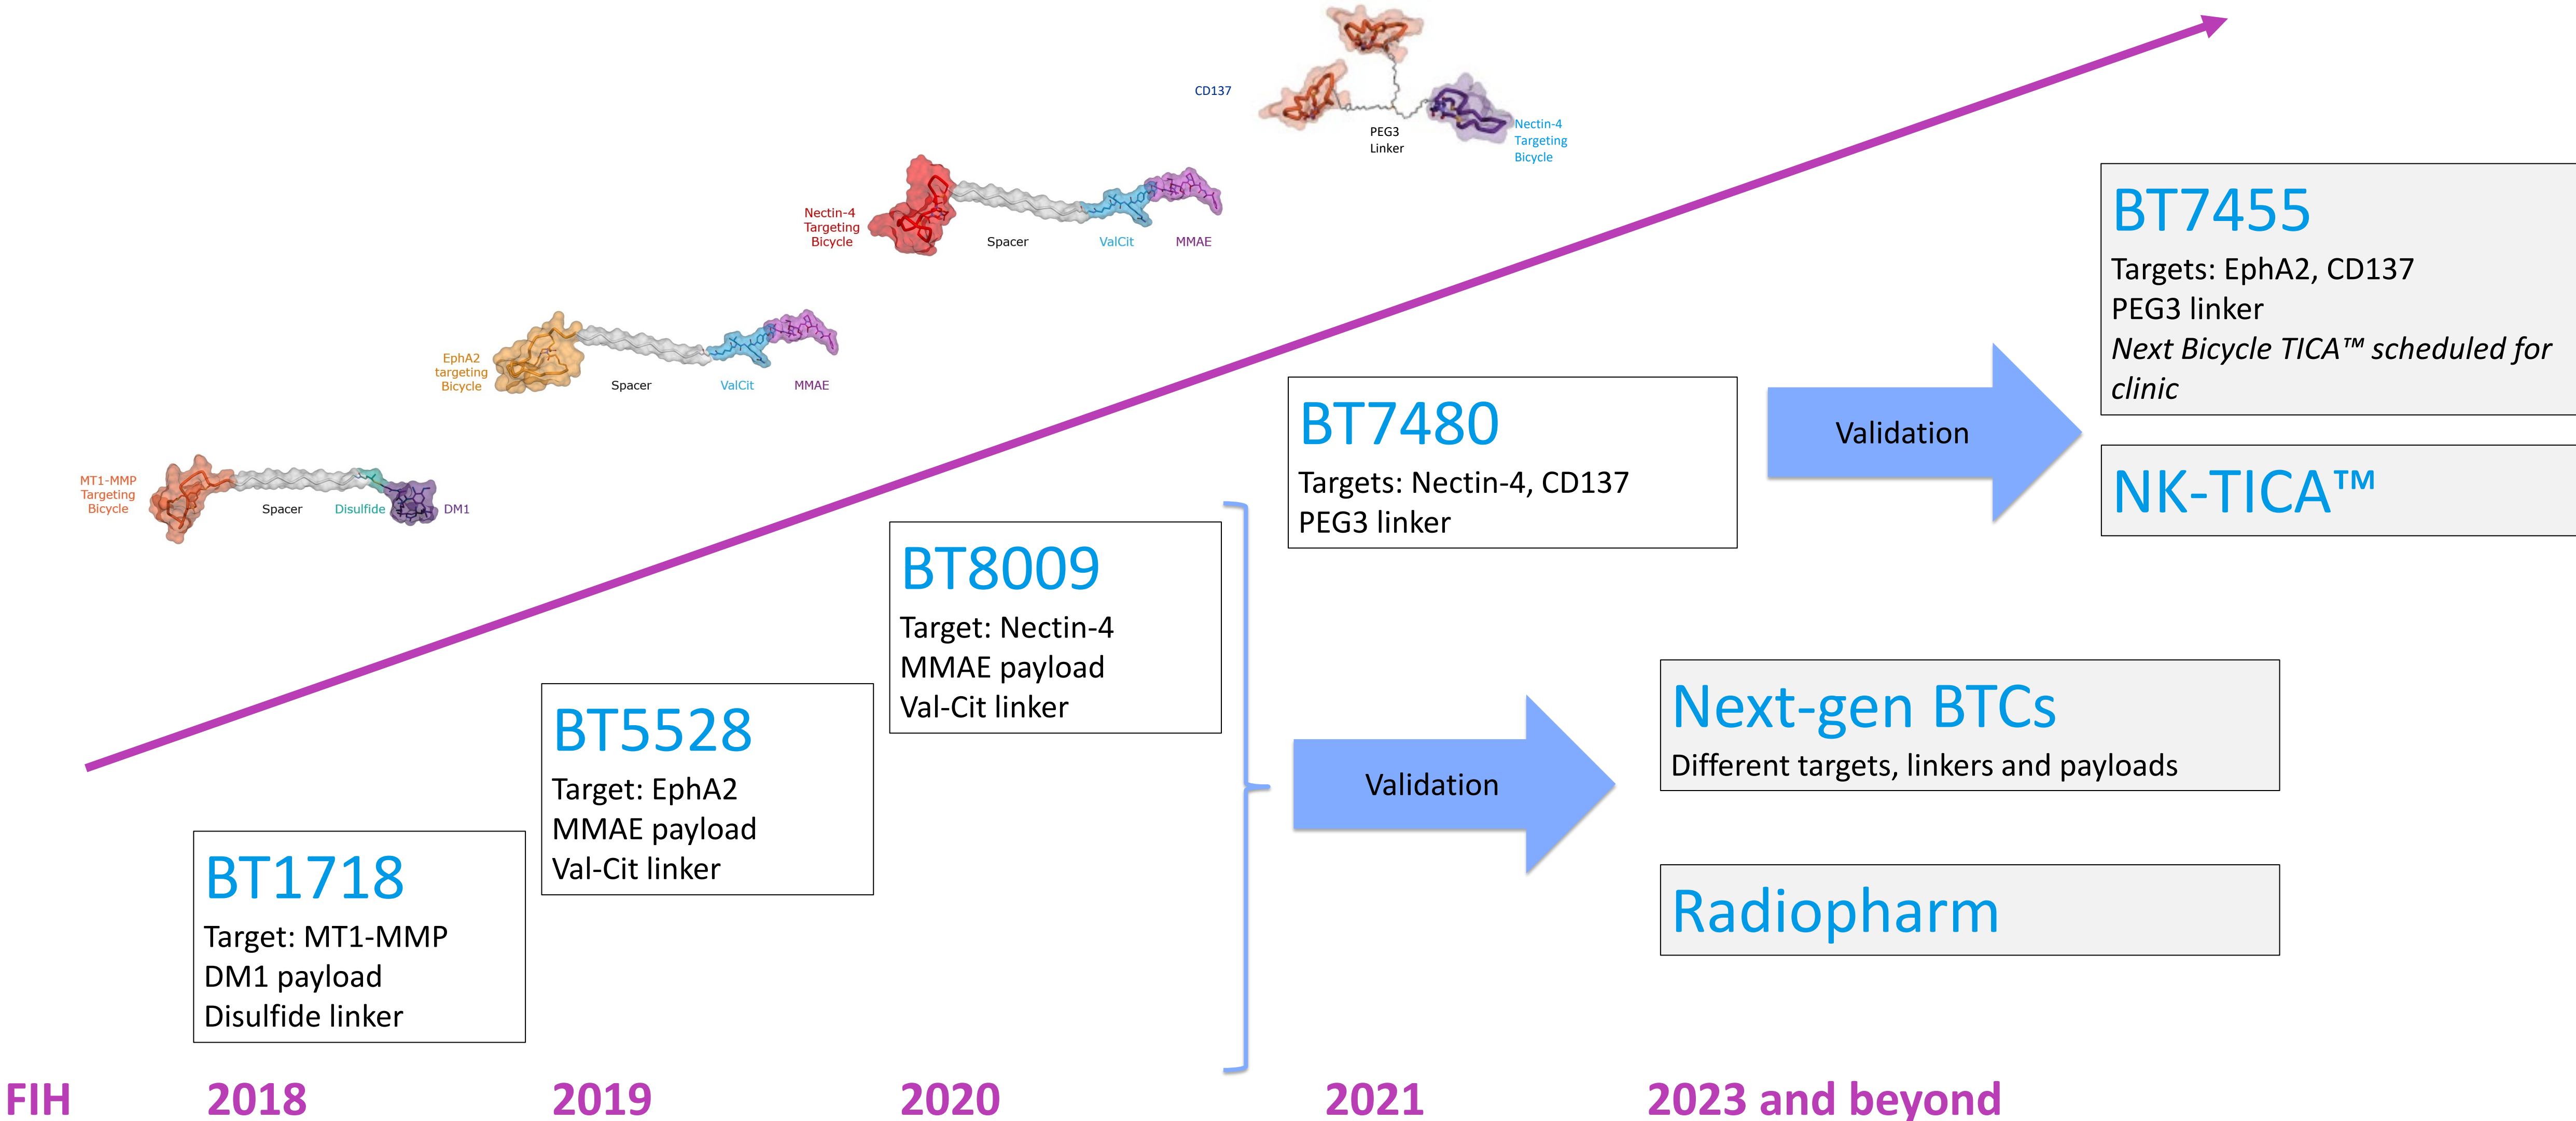 CD137
PEG3
Linker
Nectin-4
Targeting
Bicycle
Nectin-4
Targeting
Bicycle
Spacer
ValCit
MMAE
EphA2
targeting
Bicycle
Spacer
ValCit
MMAE
MT1-MMP
Targeting
Bicycle
Spacer
Disulfide
DM1
BT1718
Target: MT1-MMP
DM1 payload
Disulfide linker
BT5528
Target: EphA2
MMAE payload
Val-Cit linker
BT8009
Target: Nectin-4
MMAE payload
Val-Cit linker
BT7480
Targets: Nectin-4, CD137
PEG3 linker
Validation
BT7455
Targets: EphA2, CD137
PEG3 linker
Next Bicycle TICA™ scheduled for
clinic
NK-TICA™
Validation
Next-gen BTCs
Different targets, linkers and payloads
Radiopharm
FIH
2018
2019
2020
2021
2023 and beyond